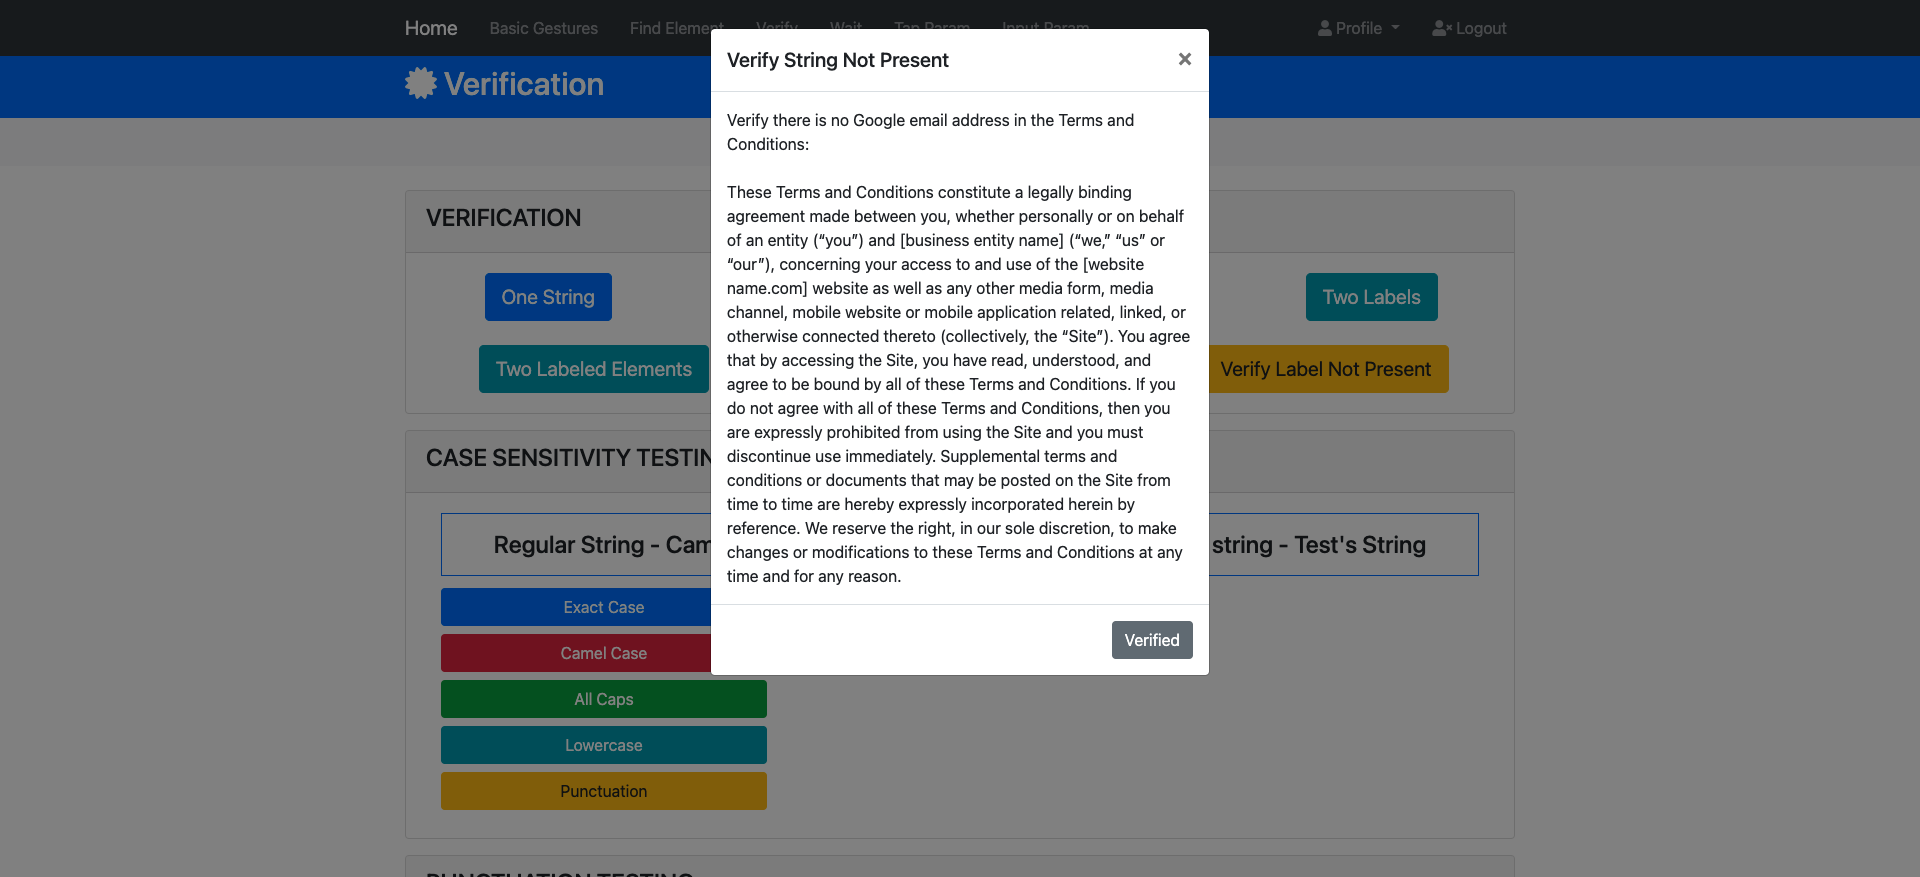 Home Basic Gestures Find Element Verify Wait Tap Param Input Param Profile Logout
Verify String Not Present ×
Verification
Verify there is no Google email address in the Terms and
Conditions:
These Terms and Conditions constitute a legally binding
agreement made between you, whether personally or on behalf
of an entity (“you”) and [business entity name] (“we,” “us” or
“our”), concerning your access to and use of the [website
name.com] website as well as any other media form, media
channel, mobile website or mobile application related, linked, or
otherwise connected thereto (collectively, the “Site”). You agree
that by accessing the Site, you have read, understood, and
agree to be bound by all of these Terms and Conditions. If you
do not agree with all of these Terms and Conditions, then you
are expressly prohibited from using the Site and you must
discontinue use immediately. Supplemental terms and
conditions or documents that may be posted on the Site from
time to time are hereby expressly incorporated herein by
reference. We reserve the right, in our sole discretion, to make
changes or modifications to these Terms and Conditions at any
time and for any reason.
Verified
VERIFICATION
One String
Two Labels
Two Labeled Elements
Verify Label Not Present
CASE SENSITIVITY TESTIN
Regular String - Cam
string - Test's String
Exact Case
Camel Case
All Caps
Lowercase
Punctuation
PUNCTUATION TESTING